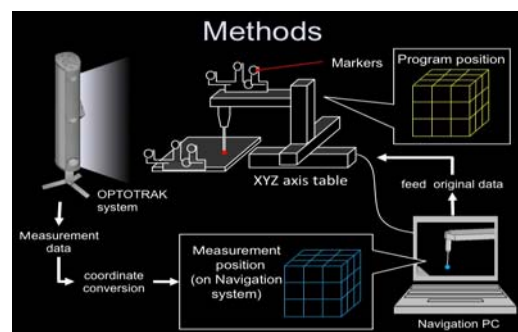 Methods
Markers
Program position
XYZ axis table
OPTOTRAK
system
feed original data
Measurement
data
coordinate
conversion
Measurement
position
(on Navigation
system)
Navigation PC